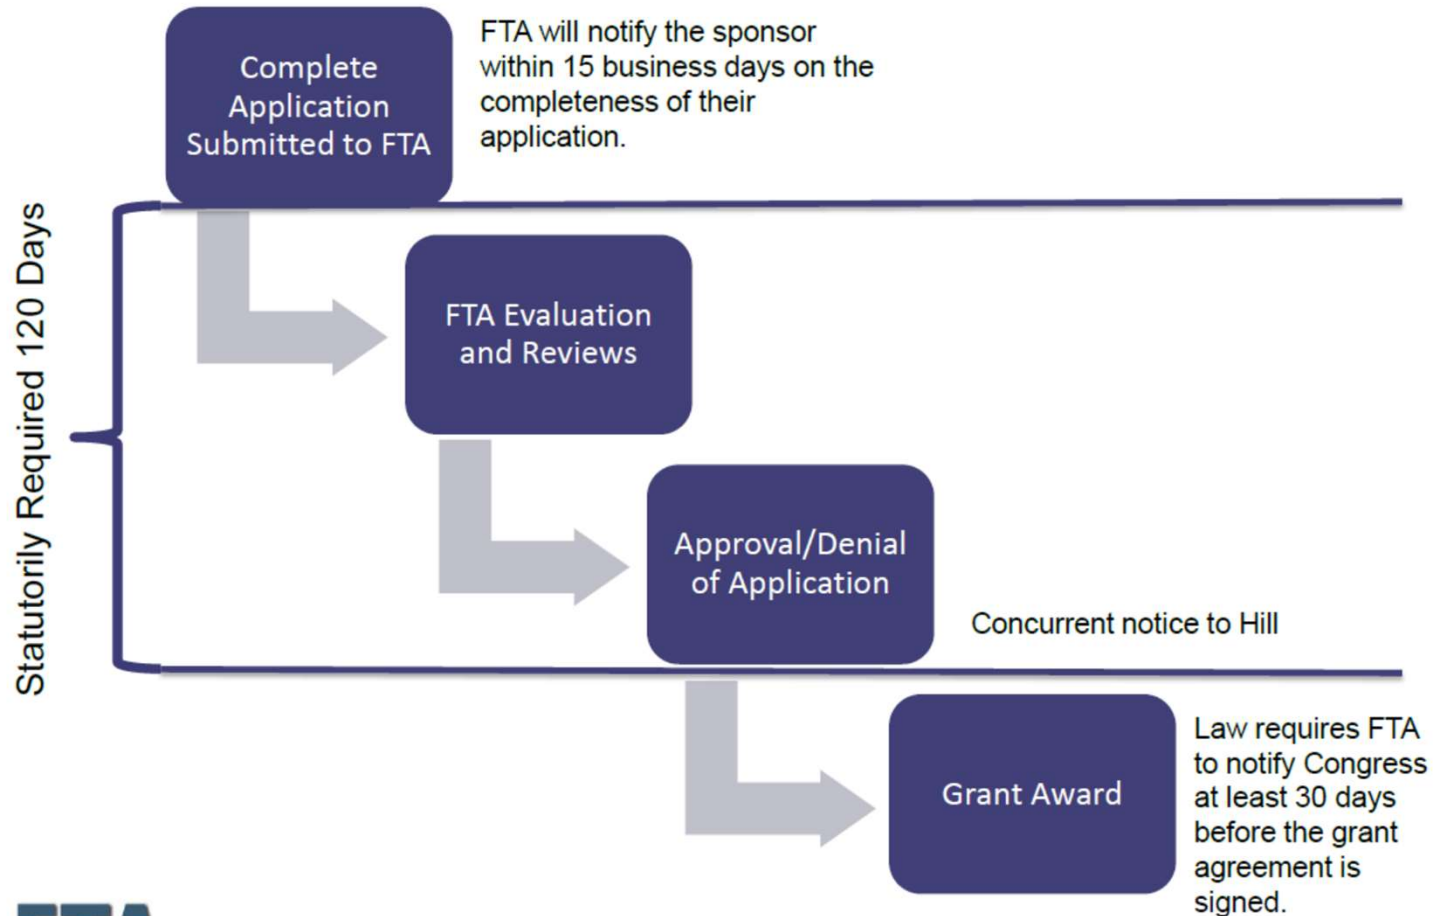 Complete
Application
Submitted to FTA
FTA will notify the sponsor
within 15 business days on the
completeness of their
application.
Statutorily Required 120 Days
FTA Evaluation
and Reviews
Approval/Denial
of Application
Concurrent notice to Hill
Grant Award
Law requires FTA
to notify Congress
at least 30 days
before the grant
agreement is
signed.
FTA